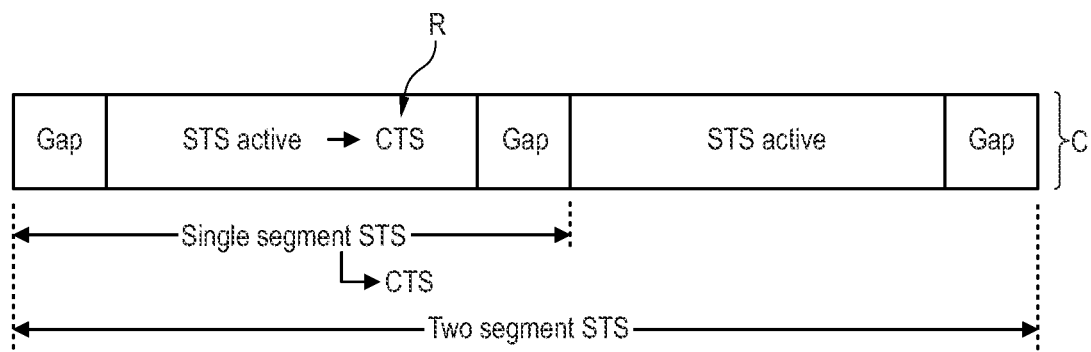 R
Gap STS active → CTS Gap STS active Gap C
Single segment STS
CTS
Two segment STS